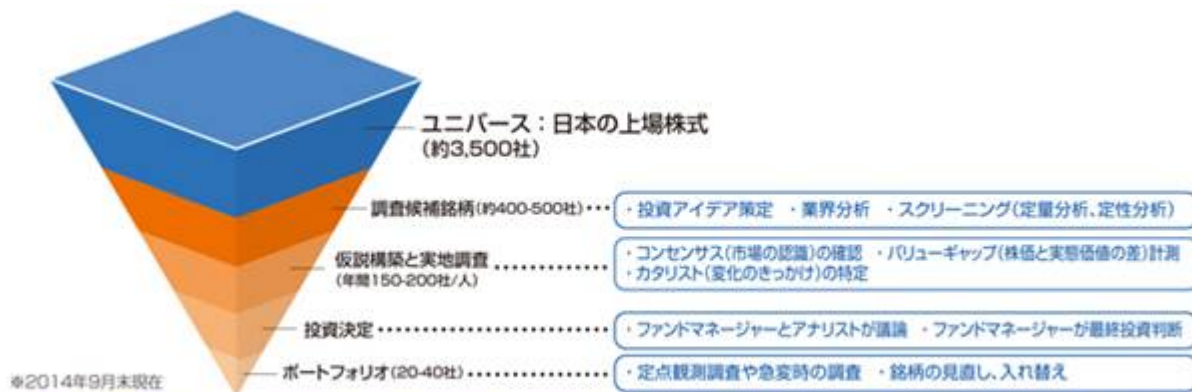 ユニバース：日本の上場株式
（約3,500社）
調査候補銘柄（約400-500社）・・・
・投資アイデア策定 ・業界分析 ・スクリーニング（定量分析、定性分析）
仮説構築と実地調査
（年間150-200社/人）
・コンセンサス（市場の認識）の確認 ・バリューギャップ（株価と実態価値の差）計測
・カタリスト（変化のきっかけ）の特定
投資決定
・ファンドマネージャーとアナリストが議論 ・ファンドマネージャーが最終投資判断
ポートフォリオ（20-40社）
・定点観測調査や急変時の調査 ・銘柄の見直し、入れ替え
※2014年9月末現在